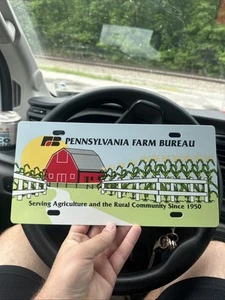 PENNSYLVANIA FARM BUREAU
Serving Agriculture and the Rural Community Since 1950